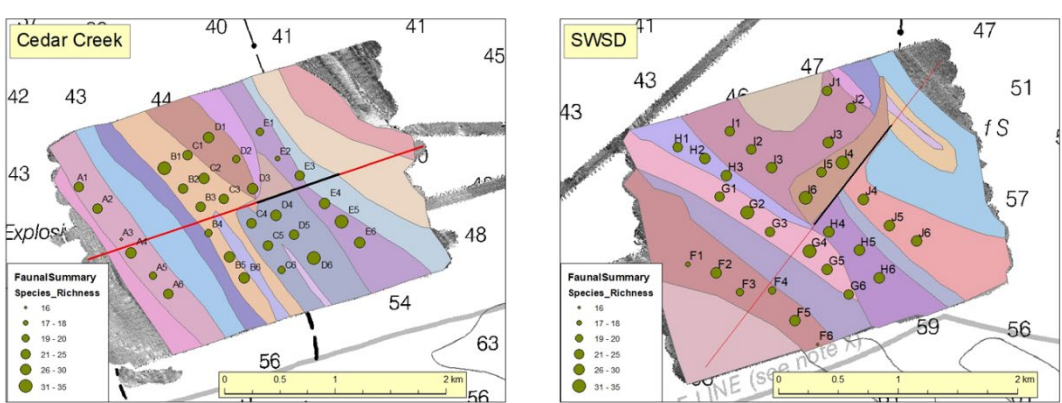 Cedar Creek
40
41
45
42
43
44
43
48
Explosi
54
56
63
56
A1
A2
A3
A4
A5
A6
B1
B2
B3
B4
B5
B6
C1
C2
C3
C4
C5
C6
D1
D2
D3
D4
D5
D6
E1
E2
E3
E4
E5
E6
FaunalSummary
Species_Richness
16
17 - 18
19 - 20
21 - 25
26 - 30
31 - 35
0 0.5 1 2 km
SWSD
41
47
47
43
46
51
43
f S
57
59
56
E LINE (see note X)
F1
F2
F3
F4
F5
F6
G1
G2
G3
G4
G5
G6
H1
H2
H3
H4
H5
H6
I1
I2
I3
I4
I5
I6
J1
J2
J3
J4
J5
J6
FaunalSummary
Species_Richness
16
17 - 18
19 - 20
21 - 25
26 - 30
31 - 35
0 0.5 1 2 km